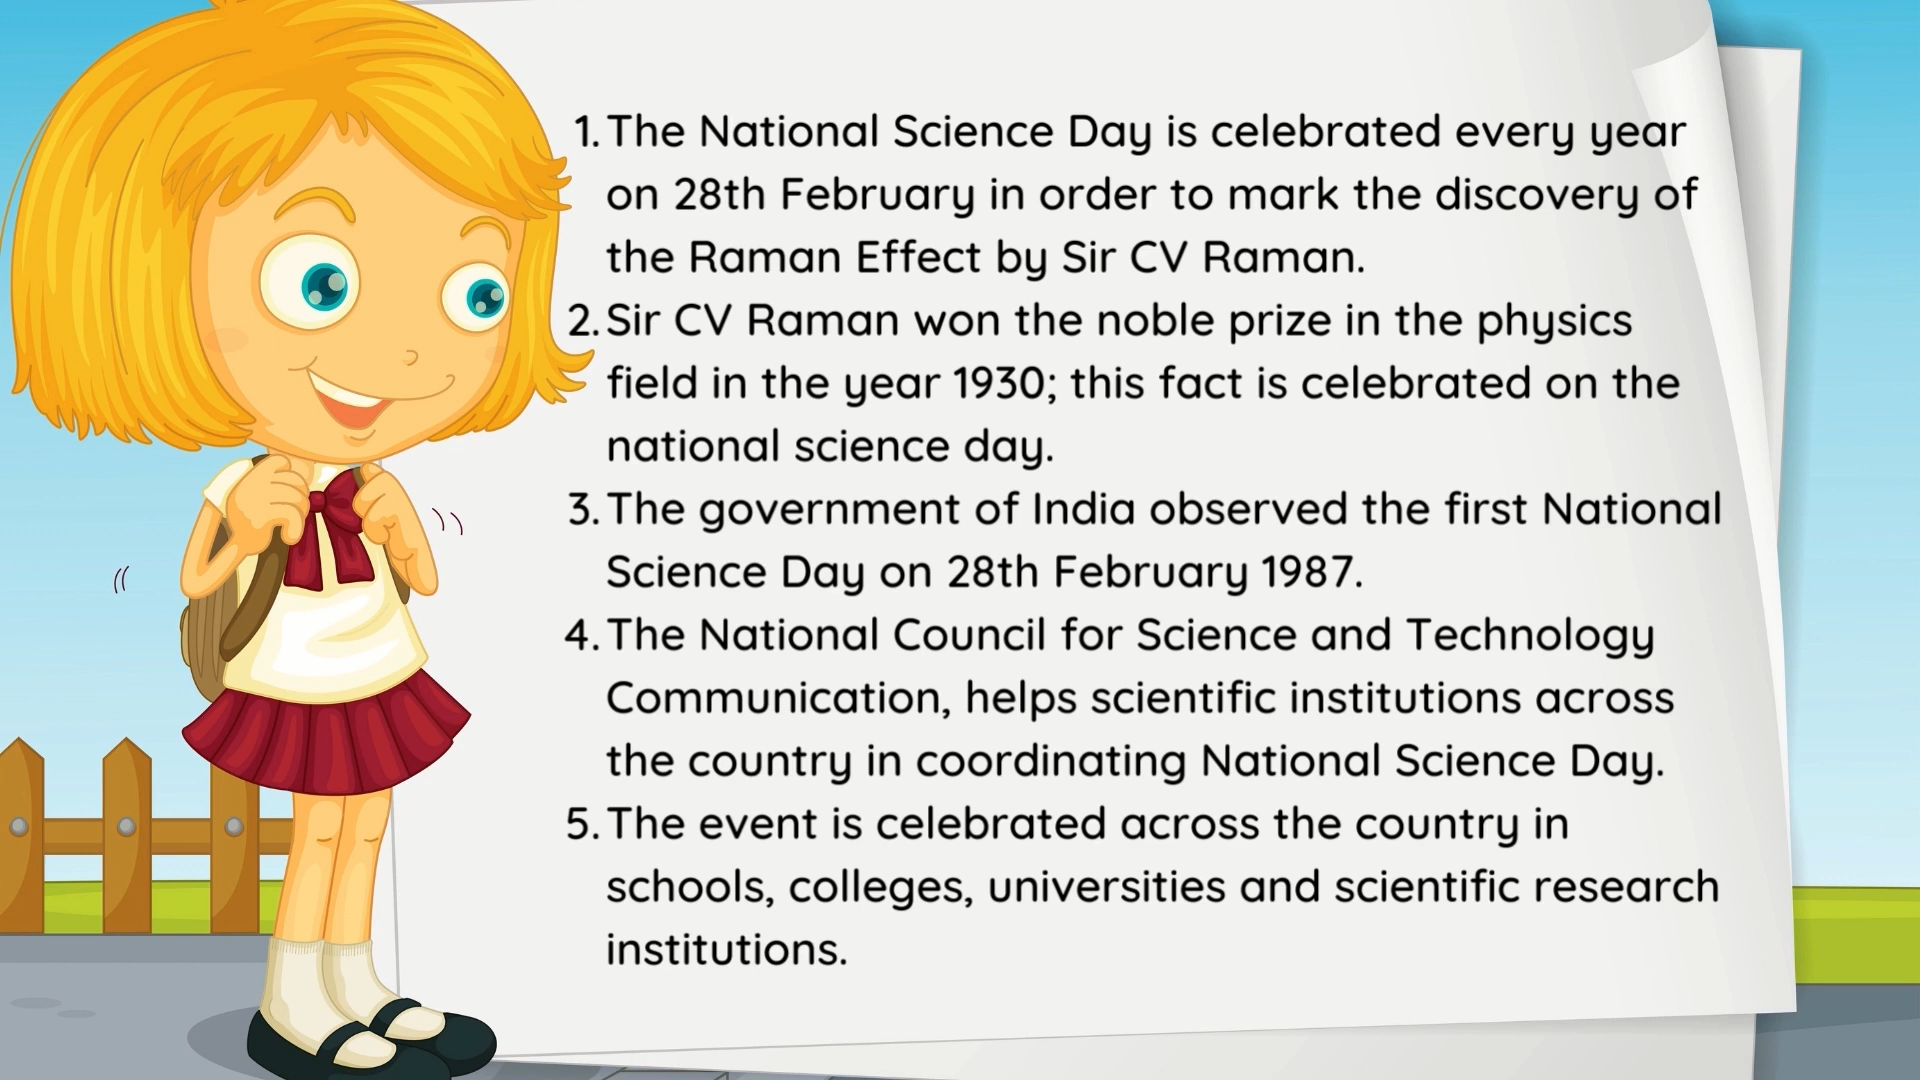 1. The National Science Day is celebrated every year
on 28th February in order to mark the discovery of
the Raman Effect by Sir CV Raman.
2. Sir CV Raman won the noble prize in the physics
field in the year 1930; this fact is celebrated on the
national science day.
3. The government of India observed the first National
Science Day on 28th February 1987.
4. The National Council for Science and Technology
Communication, helps scientific institutions across
the country in coordinating National Science Day.
5. The event is celebrated across the country in
schools, colleges, universities and scientific research
institutions.